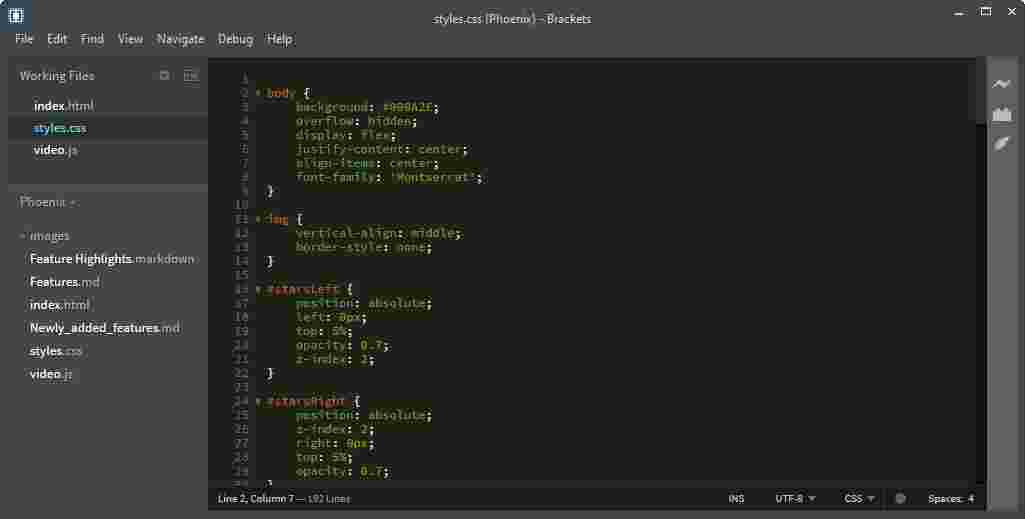 styles.css (Phoenix) - Brackets
File Edit Find View Navigate Debug Help
Working Files
index.html
styles.css
video.js
Phoenix
images
Feature Highlights.markdown
Features.md
index.html
Newly_added_features.md
styles.css
video.js
1
2 body {
3 background:
4 overflow: hidden;
5 display: flex;
6 justify-content: center;
7 align-items: center;
8 font-family: 'Montserrat';
9 }
10
11 img {
12 vertical-align: middle;
13 border-style: none;
14 }
15
16 #starsLeft {
17 position: absolute;
18 left: 0px;
19 top: 5%;
20 opacity: 0.7;
21 z-index: 2;
22 }
23
24 #starsRight {
25 position: absolute;
26 z-index: 2;
27 right: 0px;
28 top: 5%;
29 opacity: 0.7;
}
Line 2, Column 7 — 192 Lines INS UTF-8 CSS Spaces: 4